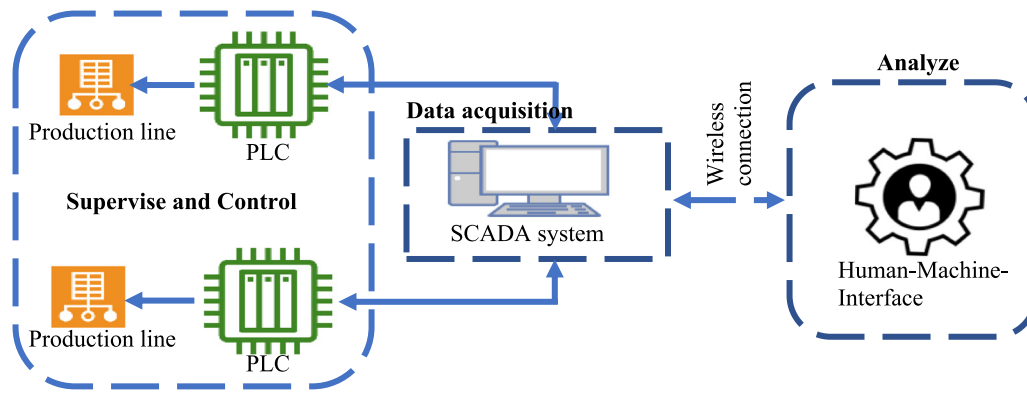 Production line
PLC
Supervise and Control
Production line
PLC
Data acquisition
SCADA system
Wireless
connection
Analyze
Human-Machine-
Interface